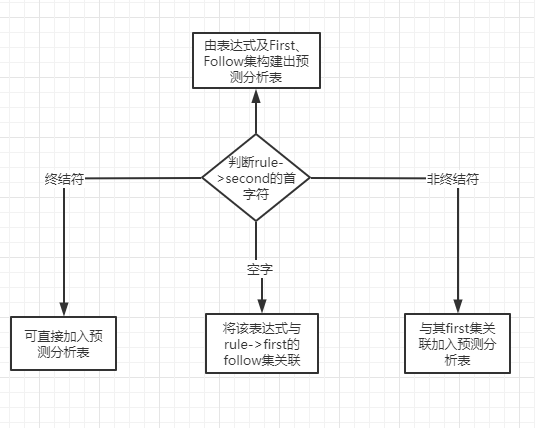 由表达式及First、
Follow集构建出预
测分析表
判断rule-
>second的首
字符
终结符
非终结符
空字
可直接加入预
测分析表
将该表达式与
rule->first的
follow集关联
与其first集关
联加入预测分
析表